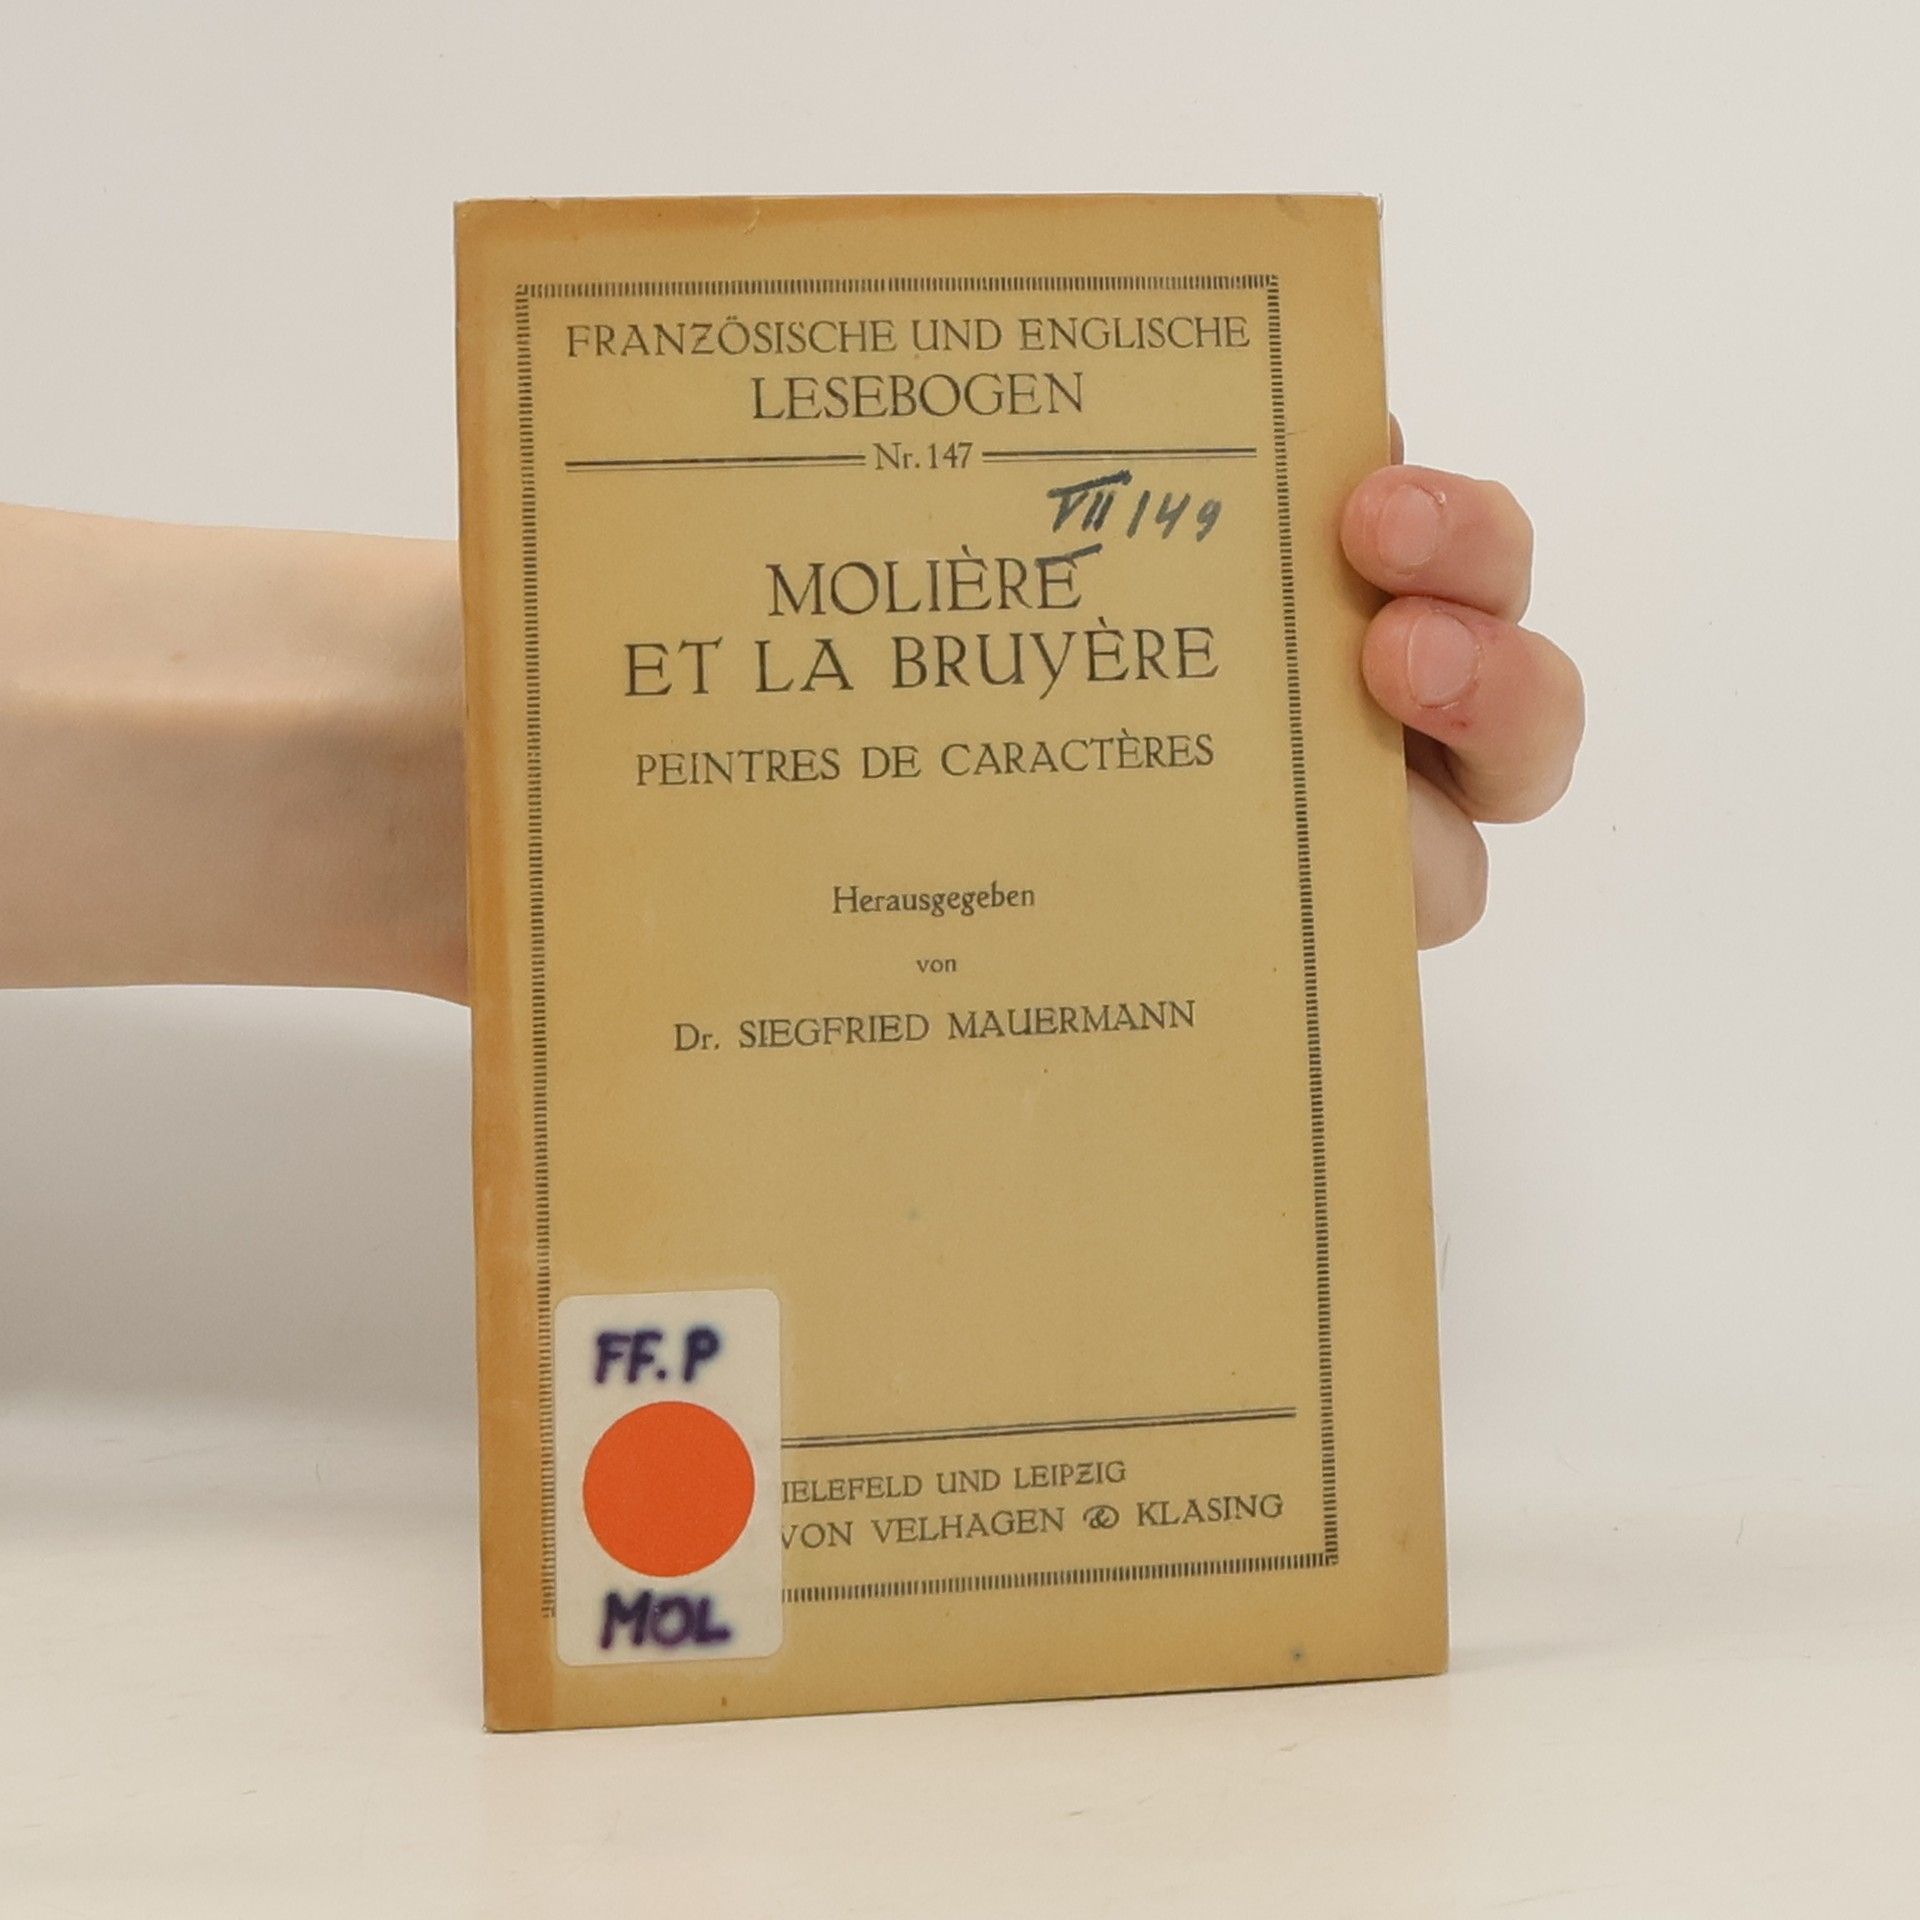 FRANZÖSISCHE UND ENGLISCHE
LESEBOGEN
Nr. 147
VII/149
MOLIÈRE
ET LA BRUYÈRE
PEINTRES DE CARACTÈRES
Herausgegeben
von
Dr. SIEGFRIED MAUERMANN
FF. P
IELEFELD UND LEIPZIG
VON VELHAGEN & KLASING
MOL